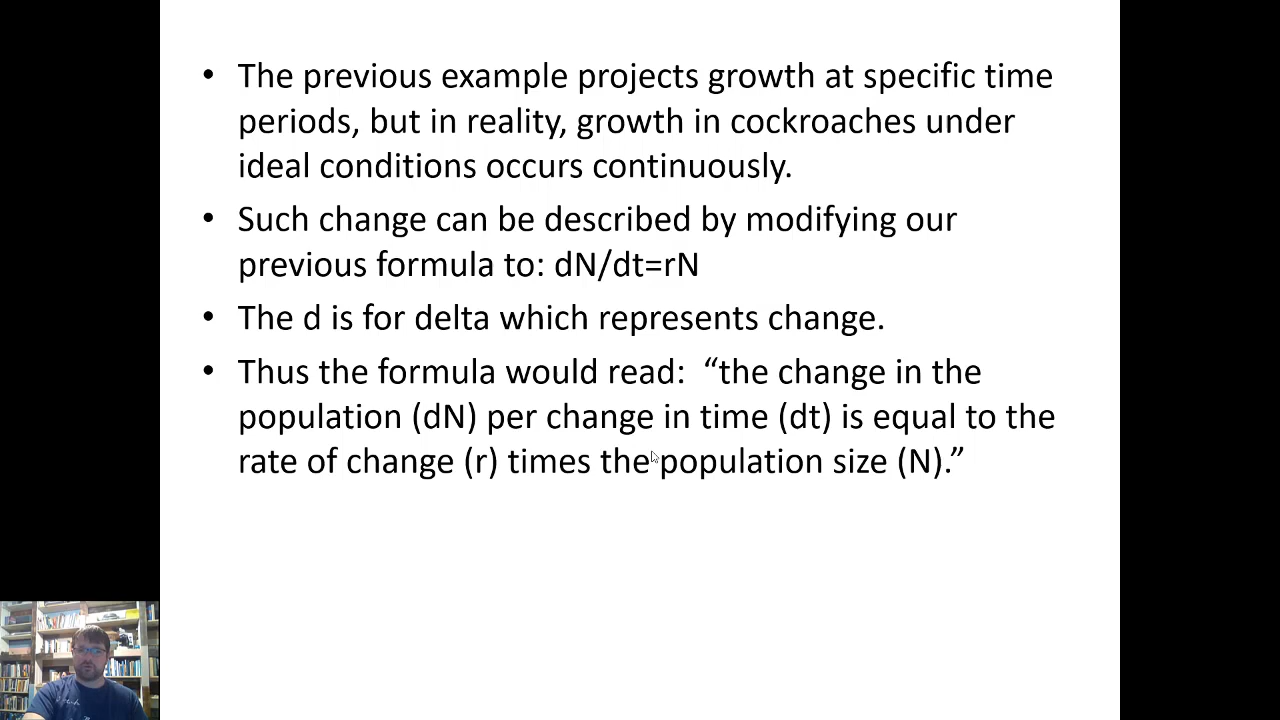 • The previous example projects growth at specific time
periods, but in reality, growth in cockroaches under
ideal conditions occurs continuously.
• Such change can be described by modifying our
previous formula to: dN/dt=rN
• The d is for delta which represents change.
• Thus the formula would read:  “the change in the
population (dN) per change in time (dt) is equal to the
rate of change (r) times the population size (N).”